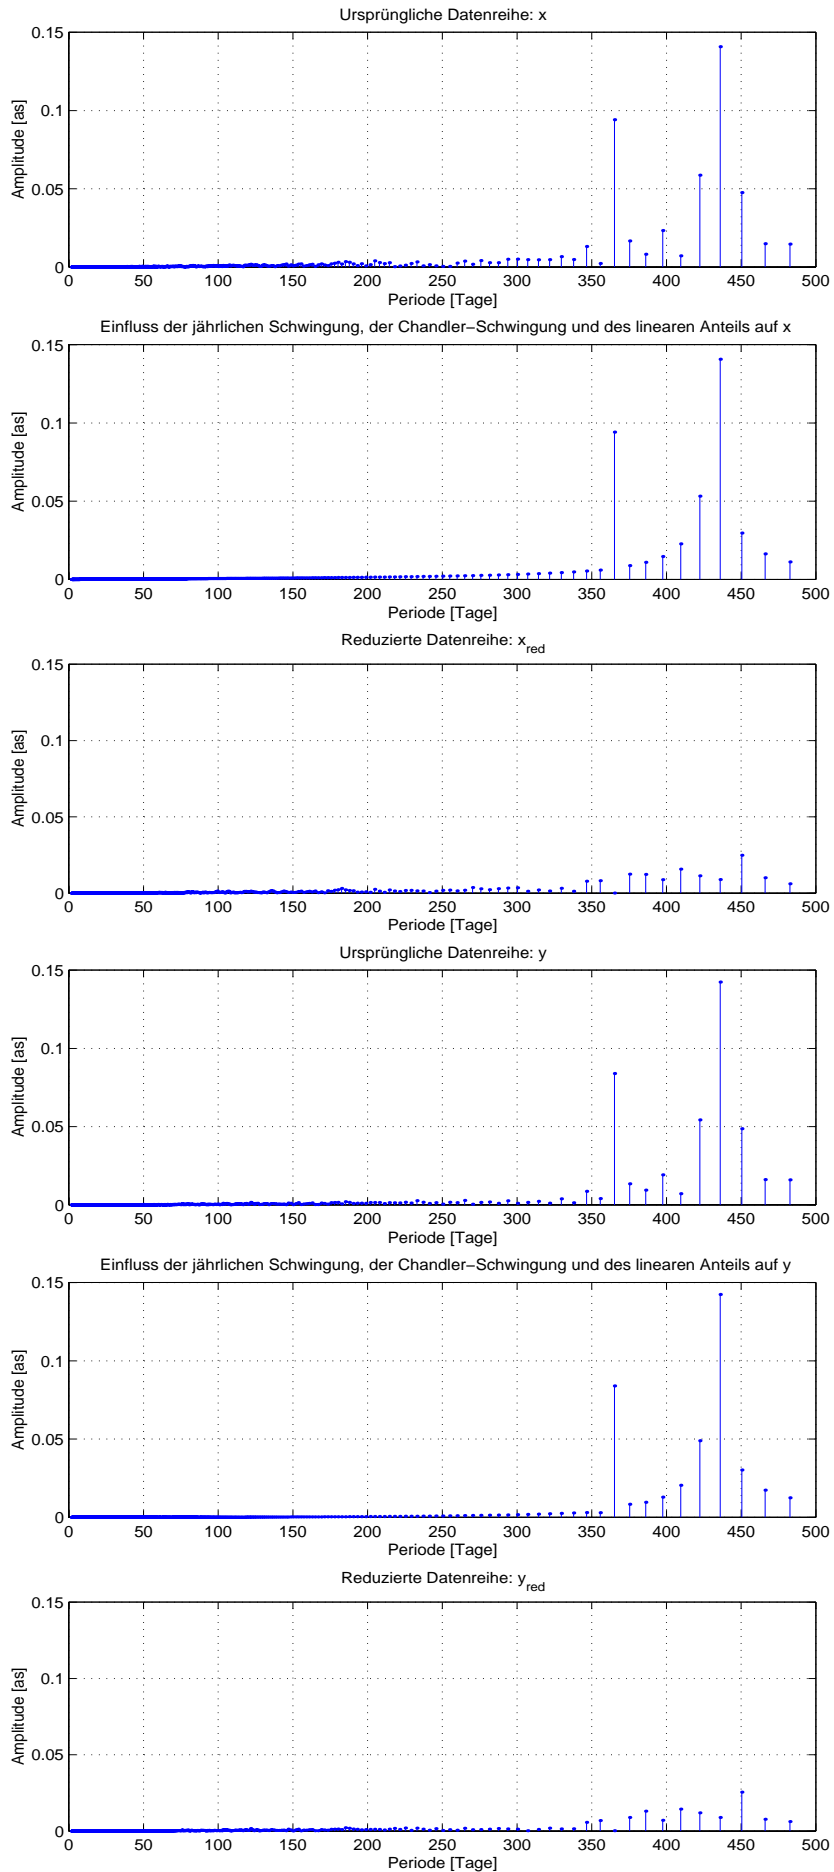 Ursprüngliche Datenreihe: x
0.15
0.1
0.05
0
Amplitude [as]
0 50 100 150 200 250 300 350 400 450 500
Periode [Tage]
Einfluss der jährlichen Schwingung, der Chandler−Schwingung und des linearen Anteils auf x
0.15
0.1
0.05
0
Amplitude [as]
0 50 100 150 200 250 300 350 400 450 500
Periode [Tage]
Reduzierte Datenreihe: x_red
0.15
0.1
0.05
0
Amplitude [as]
0 50 100 150 200 250 300 350 400 450 500
Periode [Tage]
Ursprüngliche Datenreihe: y
0.15
0.1
0.05
0
Amplitude [as]
0 50 100 150 200 250 300 350 400 450 500
Periode [Tage]
Einfluss der jährlichen Schwingung, der Chandler−Schwingung und des linearen Anteils auf y
0.15
0.1
0.05
0
Amplitude [as]
0 50 100 150 200 250 300 350 400 450 500
Periode [Tage]
Reduzierte Datenreihe: y_red
0.15
0.1
0.05
0
Amplitude [as]
0 50 100 150 200 250 300 350 400 450 500
Periode [Tage]